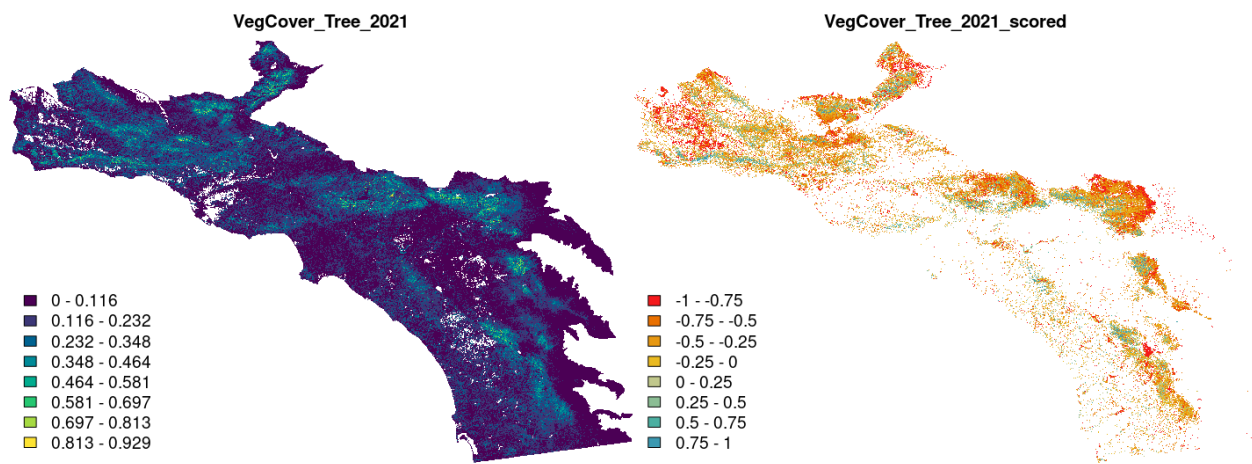 VegCover_Tree_2021
0 - 0.116
0.116 - 0.232
0.232 - 0.348
0.348 - 0.464
0.464 - 0.581
0.581 - 0.697
0.697 - 0.813
0.813 - 0.929
VegCover_Tree_2021_scored
-1 - -0.75
-0.75 - -0.5
-0.5 - -0.25
-0.25 - 0
0 - 0.25
0.25 - 0.5
0.5 - 0.75
0.75 - 1